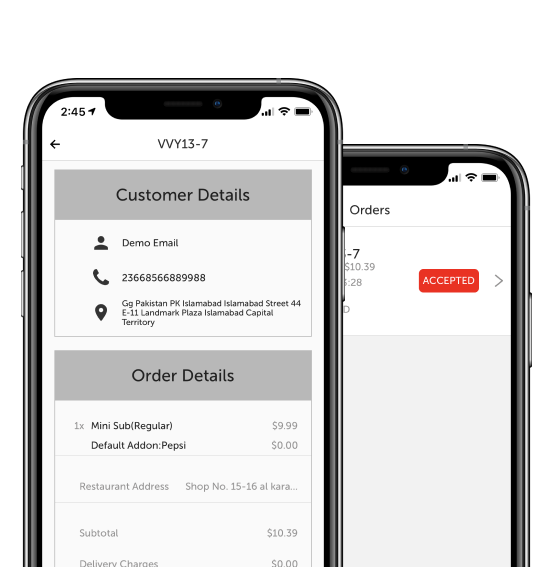 2:45
VVY13-7
Customer Details
Demo Email
23668566889988
Gg Pakistan PK Islamabad Islamabad Street 44
E-11 Landmark Plaza Islamabad Capital
Territory
Order Details
1x Mini Sub(Regular) $9.99
Default Addon:Pepsi $0.00
Restaurant Address Shop No. 15-16 al kara...
Subtotal $10.39
Delivery Charges $0.00
Orders
-7
$10.39
:28
D
ACCEPTED